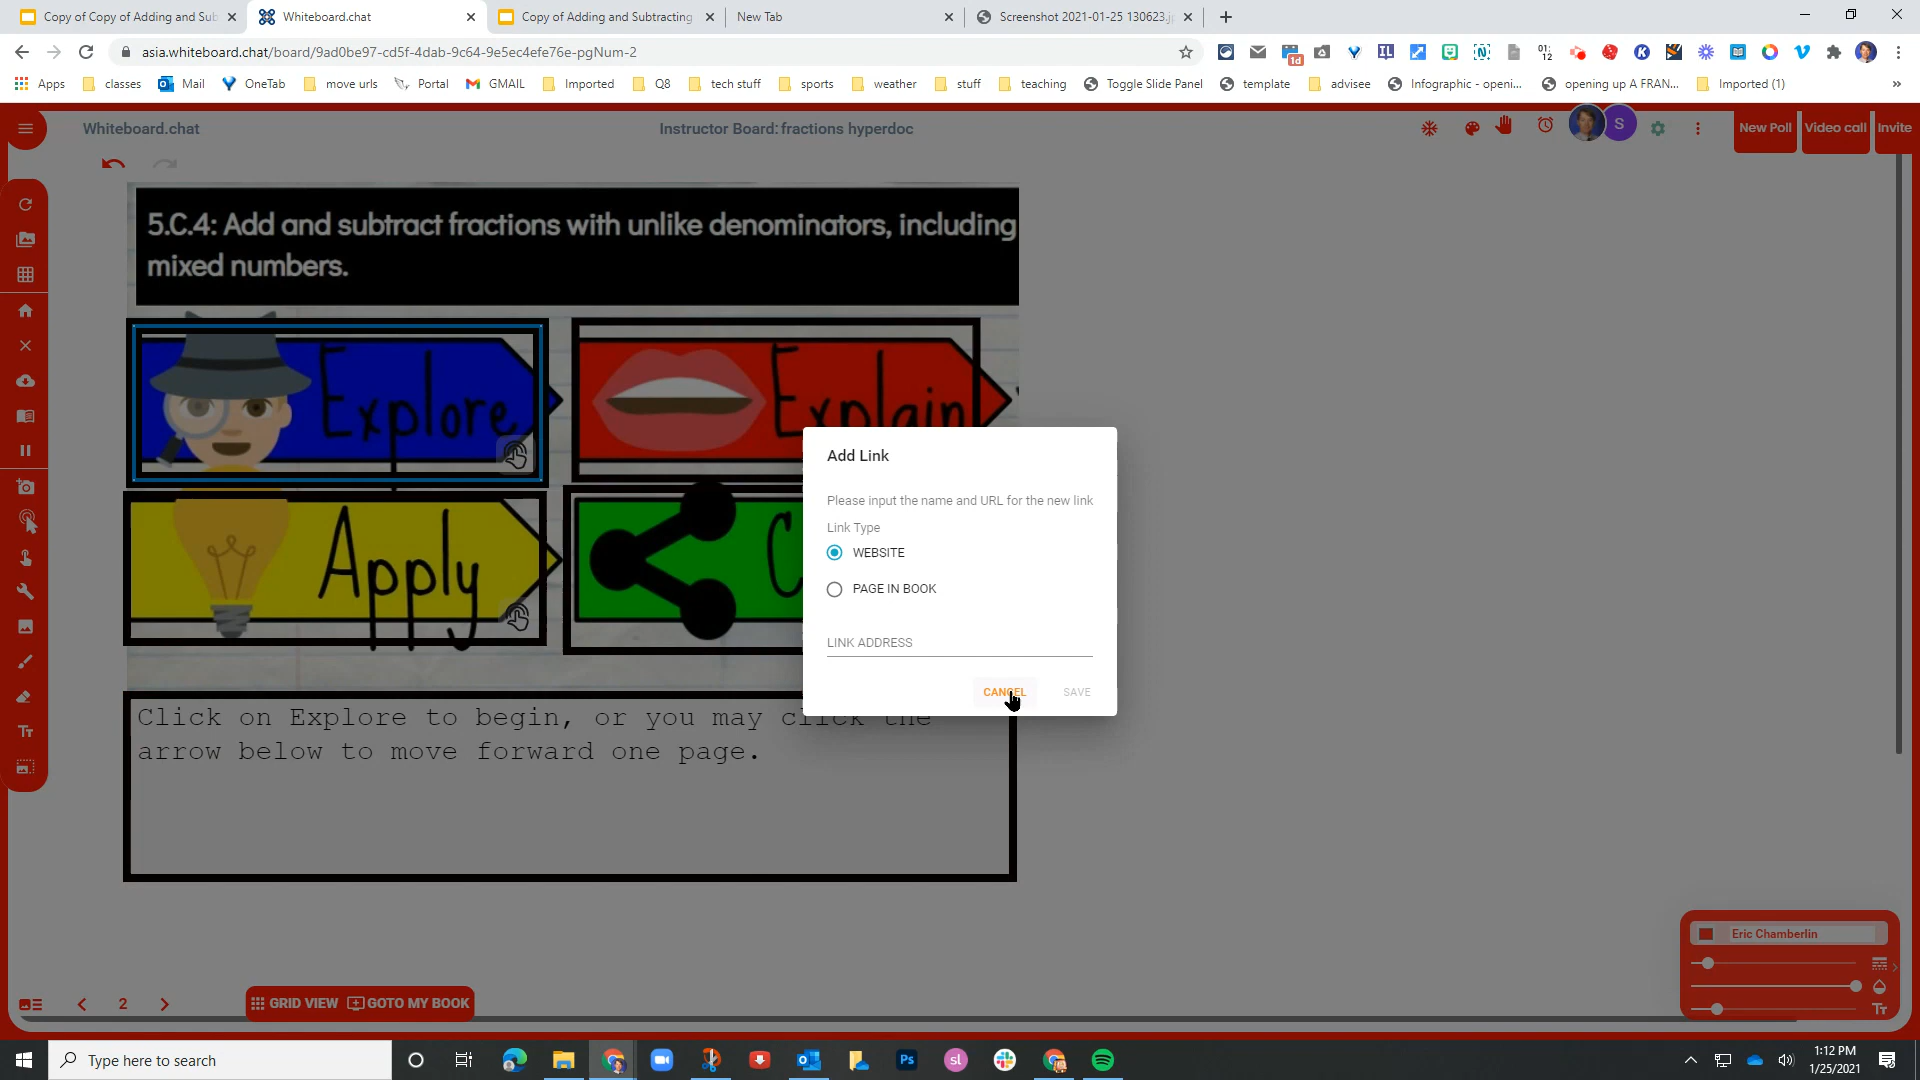 Copy of Copy of Adding and Sub
Whiteboard.chat
Copy of Adding and Subtracting
New Tab
Screenshot 2021-01-25 130623.j
asia.whiteboard.chat/board/9ad0be97-cd5f-4dab-9c64-9e5ec4efe76e-pgNum-2
Apps
classes
Mail
OneTab
move urls
Portal
GMAIL
Imported
Q8
tech stuff
sports
weather
stuff
teaching
Toggle Slide Panel
template
advisee
Infographic - openi...
opening up A FRAN...
Imported (1)
Whiteboard.chat
Instructor Board: fractions hyperdoc
S
New Poll
Video call
Invite
5.C.4: Add and subtract fractions with unlike denominators, including
mixed numbers.
Explore
Explain
Apply
Add Link
Please input the name and URL for the new link
Link Type
WEBSITE
PAGE IN BOOK
LINK ADDRESS
CANCEL
SAVE
Click on Explore to begin, or you may click the
arrow below to move forward one page.
Eric Chamberlin
2
GRID VIEW
GOTO MY BOOK
Type here to search
1:12 PM
1/25/2021